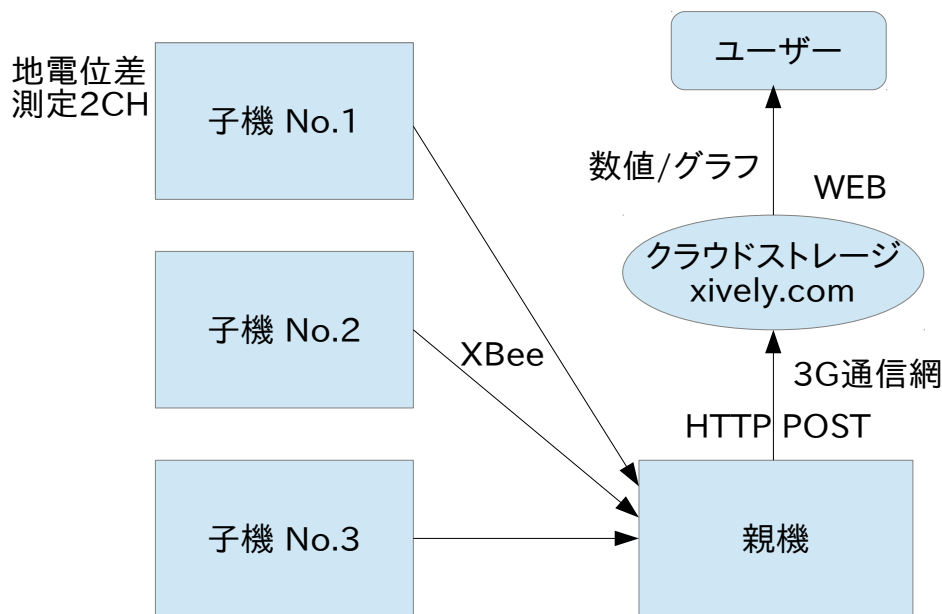 地電位差
測定2CH
子機 No.1
子機 No.2
子機 No.3
XBee
ユーザー
数値/グラフ
WEB
クラウドストレージ
xively.com
3G通信網
HTTP POST
親機